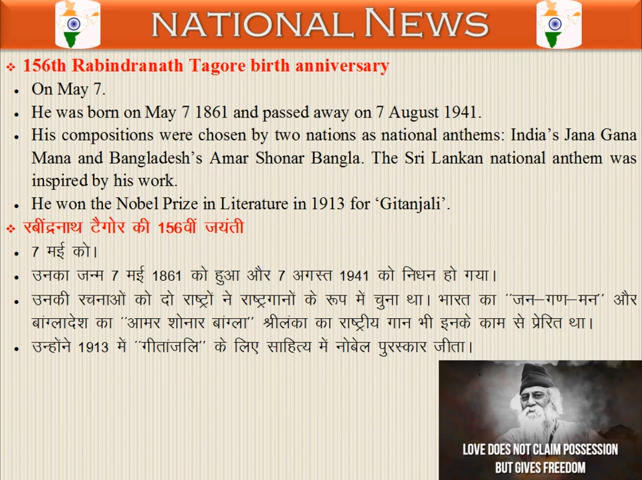 NATIONAL NEWS
❖ 156th Rabindranath Tagore birth anniversary
• On May 7.
• He was born on May 7 1861 and passed away on 7 August 1941.
• His compositions were chosen by two nations as national anthems: India's Jana Gana
Mana and Bangladesh's Amar Shonar Bangla. The Sri Lankan national anthem was
inspired by his work.
• He won the Nobel Prize in Literature in 1913 for 'Gitanjali'.
❖ रबींद्रनाथ टैगोर की 156वीं जयंती
• 7 मई को।
• उनका जन्म 7 मई 1861 को हुआ और 7 अगस्त 1941 को निधन हो गया।
• उनकी रचनाओं को दो राष्ट्रों ने राष्ट्रगानों के रूप में चुना था। भारत का "जन–गण–मन" और
बांग्लादेश का "आमर शोनार बांग्ला" श्रीलंका का राष्ट्रीय गान भी इनके काम से प्रेरित था।
• उन्होंने 1913 में "गीतांजलि" के लिए साहित्य में नोबेल पुरस्कार जीता।
LOVE DOES NOT CLAIM POSSESSION
BUT GIVES FREEDOM